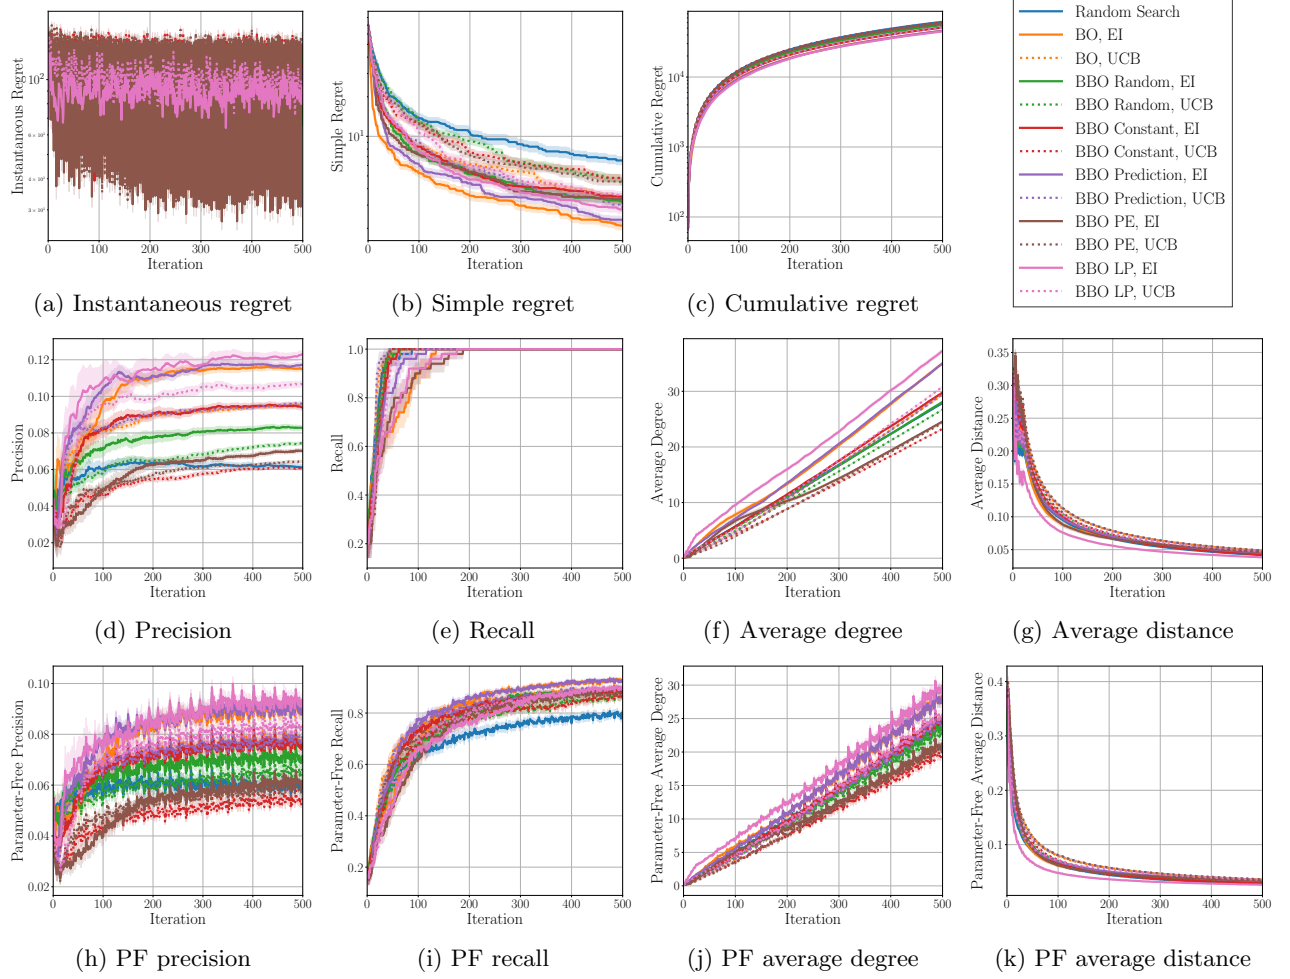 Instantaneous Regret
10²
6 × 10¹
4 × 10¹
3 × 10¹
0 100 200 300 400 500
Iteration
(a) Instantaneous regret
Simple Regret
10¹
0 100 200 300 400 500
Iteration
(b) Simple regret
Cumulative Regret
10⁴
10³
10²
0 100 200 300 400 500
Iteration
(c) Cumulative regret
Random Search
BO, EI
BO, UCB
BBO Random, EI
BBO Random, UCB
BBO Constant, EI
BBO Constant, UCB
BBO Prediction, EI
BBO Prediction, UCB
BBO PE, EI
BBO PE, UCB
BBO LP, EI
BBO LP, UCB
Precision
0.12
0.10
0.08
0.06
0.04
0.02
0 100 200 300 400 500
Iteration
(d) Precision
Recall
1.0
0.8
0.6
0.4
0.2
0 100 200 300 400 500
Iteration
(e) Recall
Average Degree
30
20
10
0
0 100 200 300 400 500
Iteration
(f) Average degree
Average Distance
0.35
0.30
0.25
0.20
0.15
0.10
0.05
0 100 200 300 400 500
Iteration
(g) Average distance
Parameter-Free Precision
0.10
0.08
0.06
0.04
0.02
0 100 200 300 400 500
Iteration
(h) PF precision
Parameter-Free Recall
0.8
0.6
0.4
0.2
0 100 200 300 400 500
Iteration
(i) PF recall
Parameter-Free Average Degree
30
25
20
15
10
5
0
0 100 200 300 400 500
Iteration
(j) PF average degree
Parameter-Free Average Distance
0.4
0.3
0.2
0.1
0 100 200 300 400 500
Iteration
(k) PF average distance